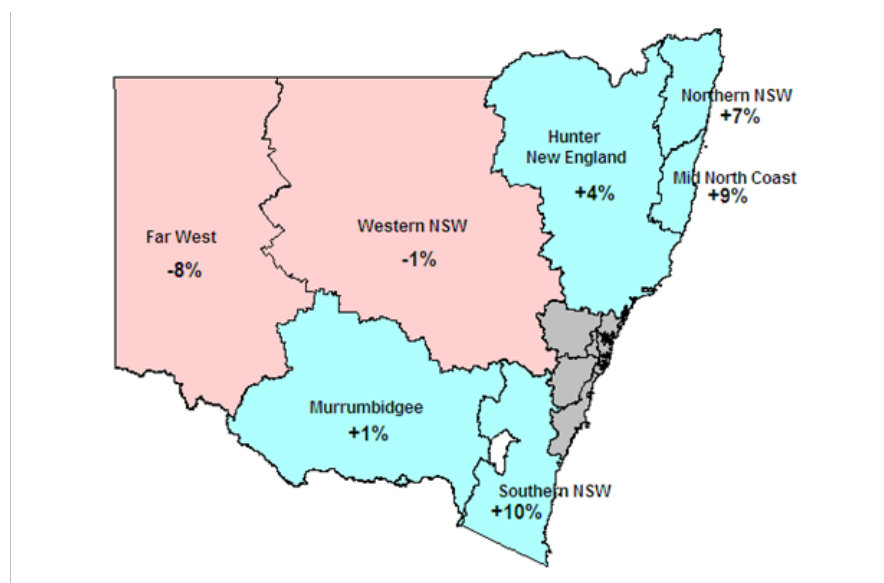 Northern NSW
+7%
Hunter
New England
+4%
Mid North Coast
+9%
Far West
-8%
Western NSW
-1%
Murrumbidgee
+1%
Southern NSW
+10%